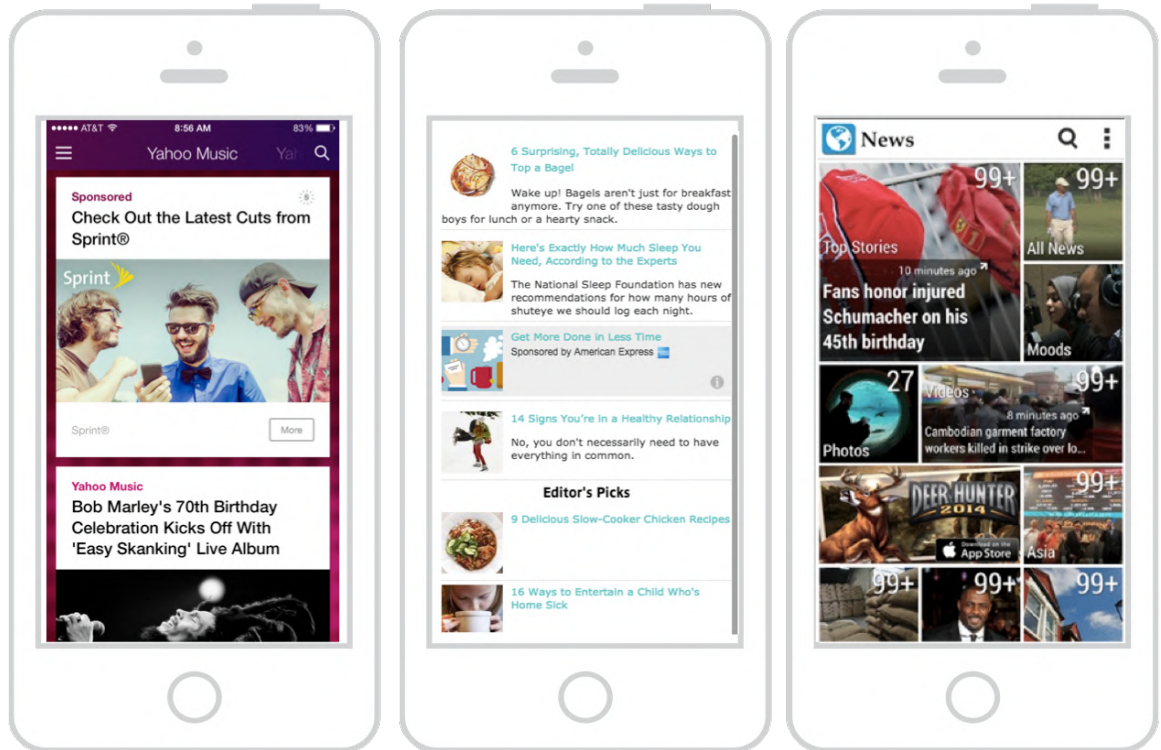 AT&T 8:56 AM 83%
Yahoo Music Yah
Sponsored
Check Out the Latest Cuts from
Sprint®
Sprint
Sprint® More
Yahoo Music
Bob Marley's 70th Birthday
Celebration Kicks Off With
'Easy Skanking' Live Album
6 Surprising, Totally Delicious Ways to
Top a Bagel
Wake up! Bagels aren't just for breakfast
anymore. Try one of these tasty dough
boys for lunch or a hearty snack.
Here's Exactly How Much Sleep You
Need, According to the Experts
The National Sleep Foundation has new
recommendations for how many hours of
shuteye we should log each night.
Get More Done in Less Time
Sponsored by American Express
14 Signs You're in a Healthy Relationship
No, you don't necessarily need to have
everything in common.
Editor's Picks
9 Delicious Slow-Cooker Chicken Recipes
16 Ways to Entertain a Child Who's
Home Sick
News
99+
Top Stories
10 minutes ago
Fans honor injured
Schumacher on his
45th birthday
99+
All News
Moods
27
Photos
Videos 99+
8 minutes ago
Cambodian garment factory
workers killed in strike over lo...
DEER HUNTER
2014
Download on the
App Store
99+
Asia
99+ 99+ 99+